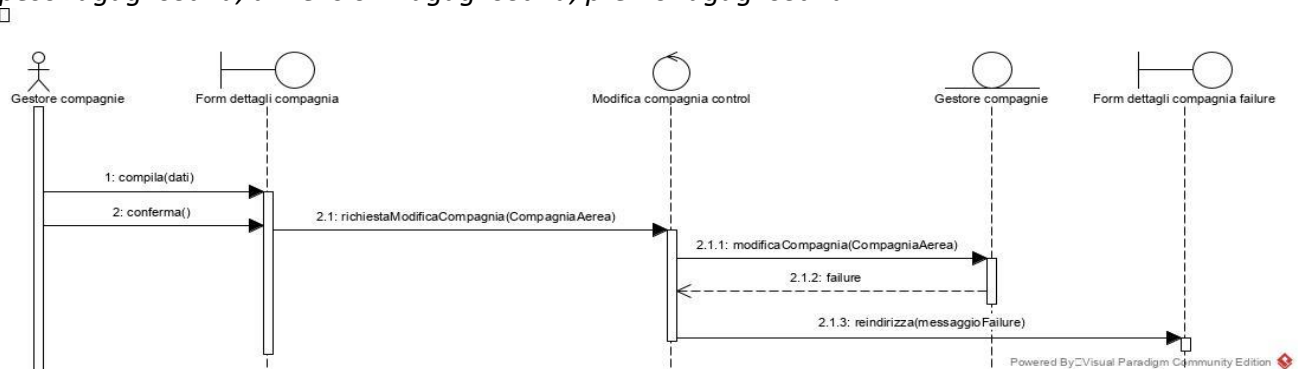 Gestore compagnie
Form dettagli compagnia
Modifica compagnia control
Gestore compagnie
Form dettagli compagnia failure
1: compila(dati)
2: conferma()
2.1: richiestaModificaCompagnia(CompagniaAerea)
2.1.1: modificaCompagnia(CompagniaAerea)
2.1.2: failure
2.1.3: reindirizza(messaggioFailure)
Powered By Visual Paradigm Community Edition